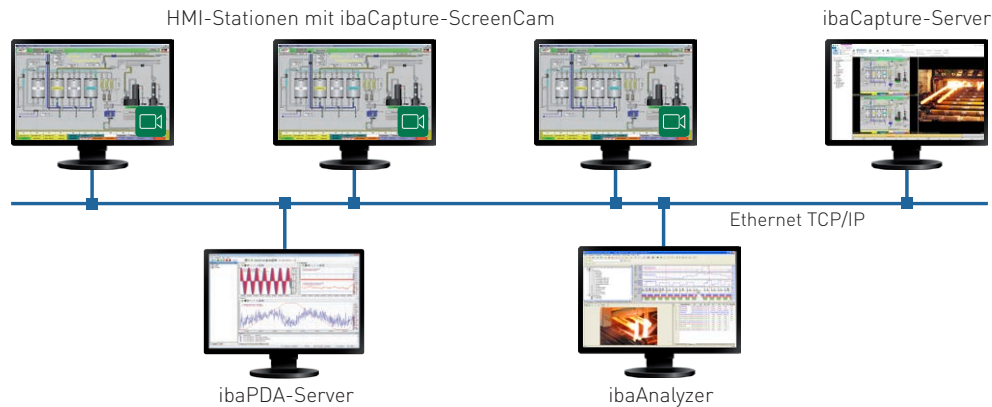 HMI-Stationen mit ibaCapture-ScreenCam
ibaCapture-Server
Ethernet TCP/IP
ibaPDA-Server
ibaAnalyzer